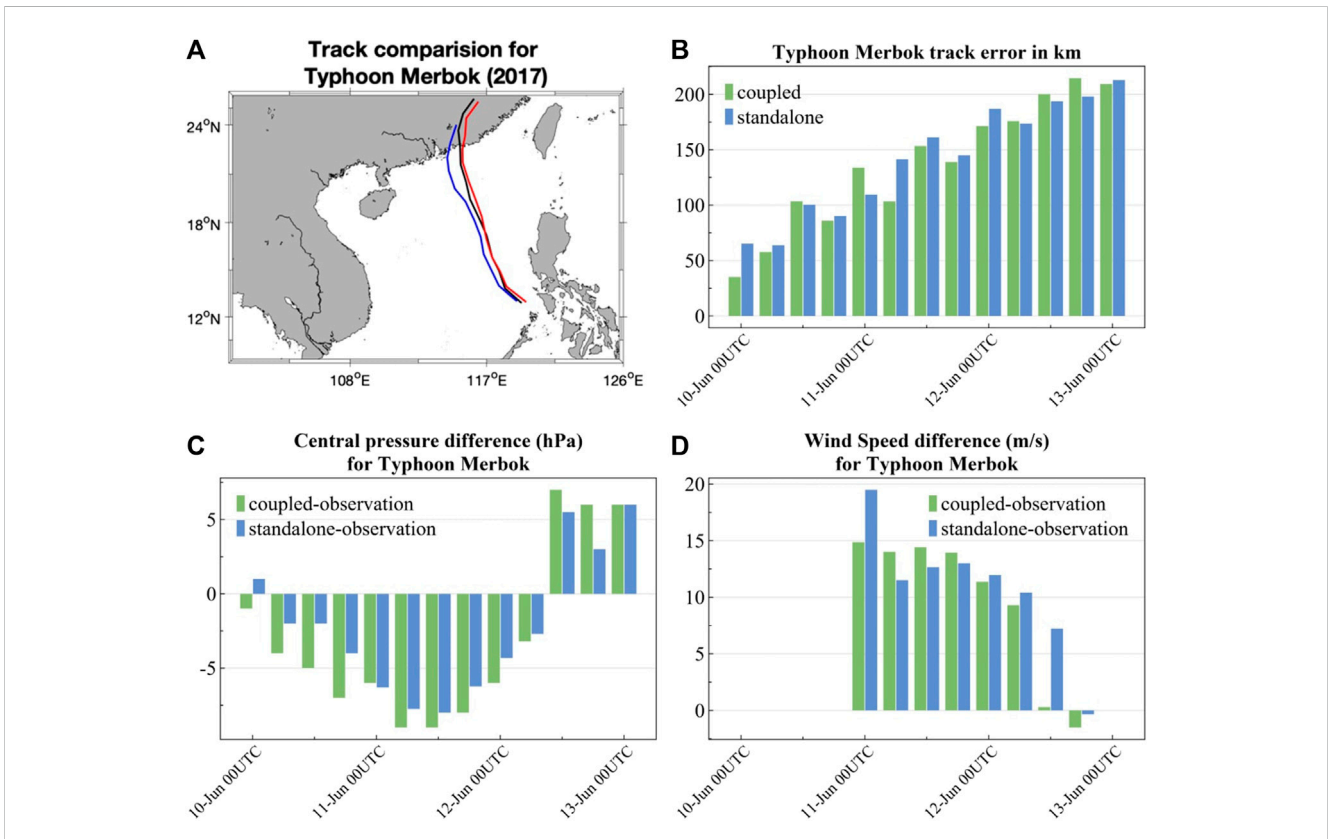 A
Track comparision for
Typhoon Merbok (2017)
24°N
18°N
12°N
108°E
117°E
126°E
B
Typhoon Merbok track error in km
coupled
standalone
200
150
100
50
0
10-Jun 00UTC
11-Jun 00UTC
12-Jun 00UTC
13-Jun 00UTC
C
Central pressure difference (hPa)
for Typhoon Merbok
coupled-observation
standalone-observation
5
0
-5
10-Jun 00UTC
11-Jun 00UTC
12-Jun 00UTC
13-Jun 00UTC
D
Wind Speed difference (m/s)
for Typhoon Merbok
coupled-observation
standalone-observation
20
15
10
5
0
10-Jun 00UTC
11-Jun 00UTC
12-Jun 00UTC
13-Jun 00UTC